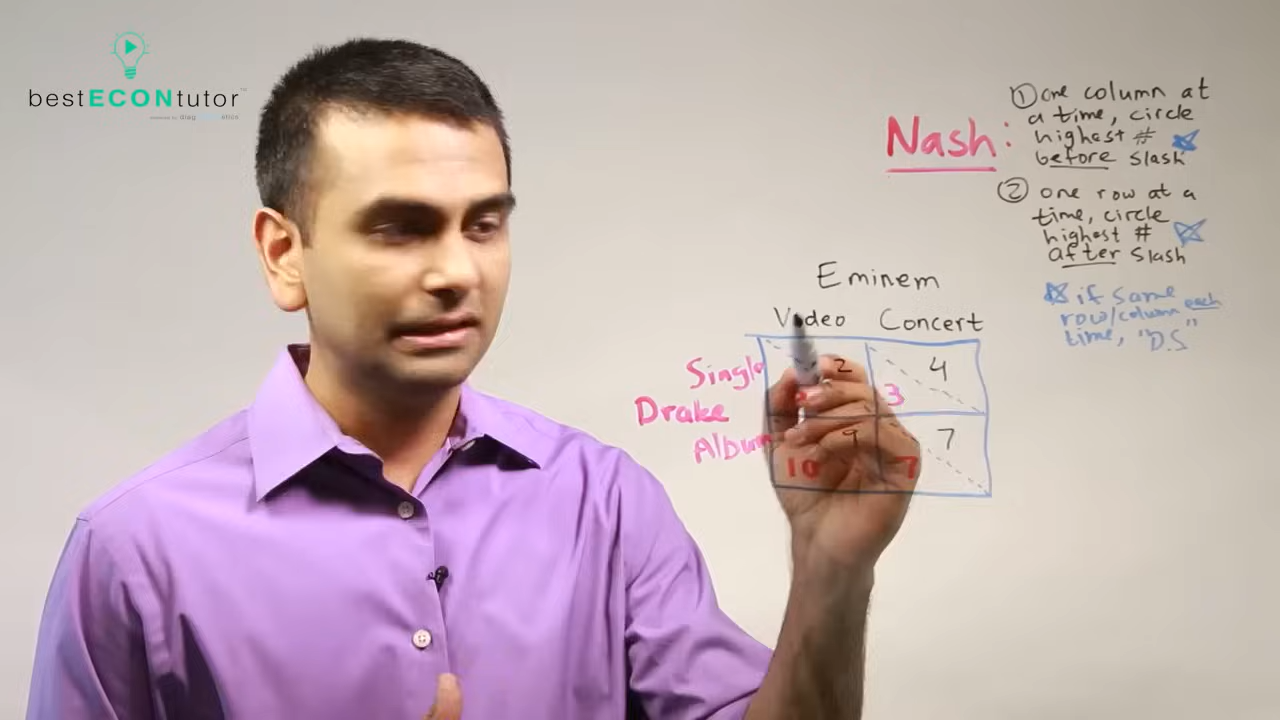 bestECONtutor
Nash:
① one column at
a time, circle
highest #
before slash
② one row at a
time, circle
highest #
after slash
if same
row/column each
time, "D.S"
Eminem
Video Concert
Single
Drake
Album
2 4
3
9 7
10 7